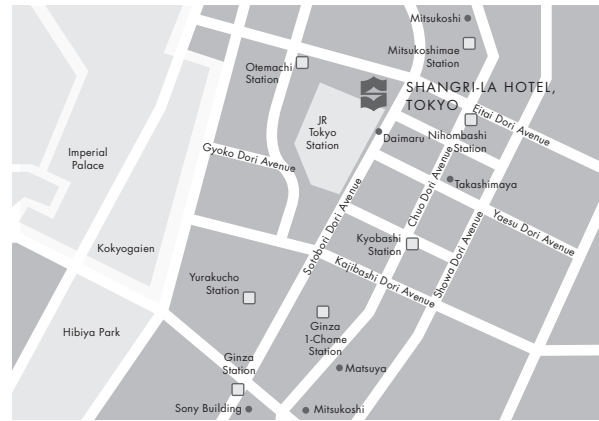 Mitsukoshi
Mitsukoshimae
Station
Otemachi
Station
SHANGRI-LA HOTEL,
TOKYO
Eitai Dori Avenue
JR
Tokyo
Station
Daimaru
Nihombashi
Station
Imperial
Palace
Gyoko Dori Avenue
Chuo Dori Avenue
Takashimaya
Sotobori Dori Avenue
Yaesu Dori Avenue
Kokyogaien
Kyobashi
Station
Showa Dori Avenue
Kajibashi Dori Avenue
Yurakucho
Station
Hibiya Park
Ginza
1-Chome
Station
Ginza
Station
Matsuya
Sony Building
Mitsukoshi